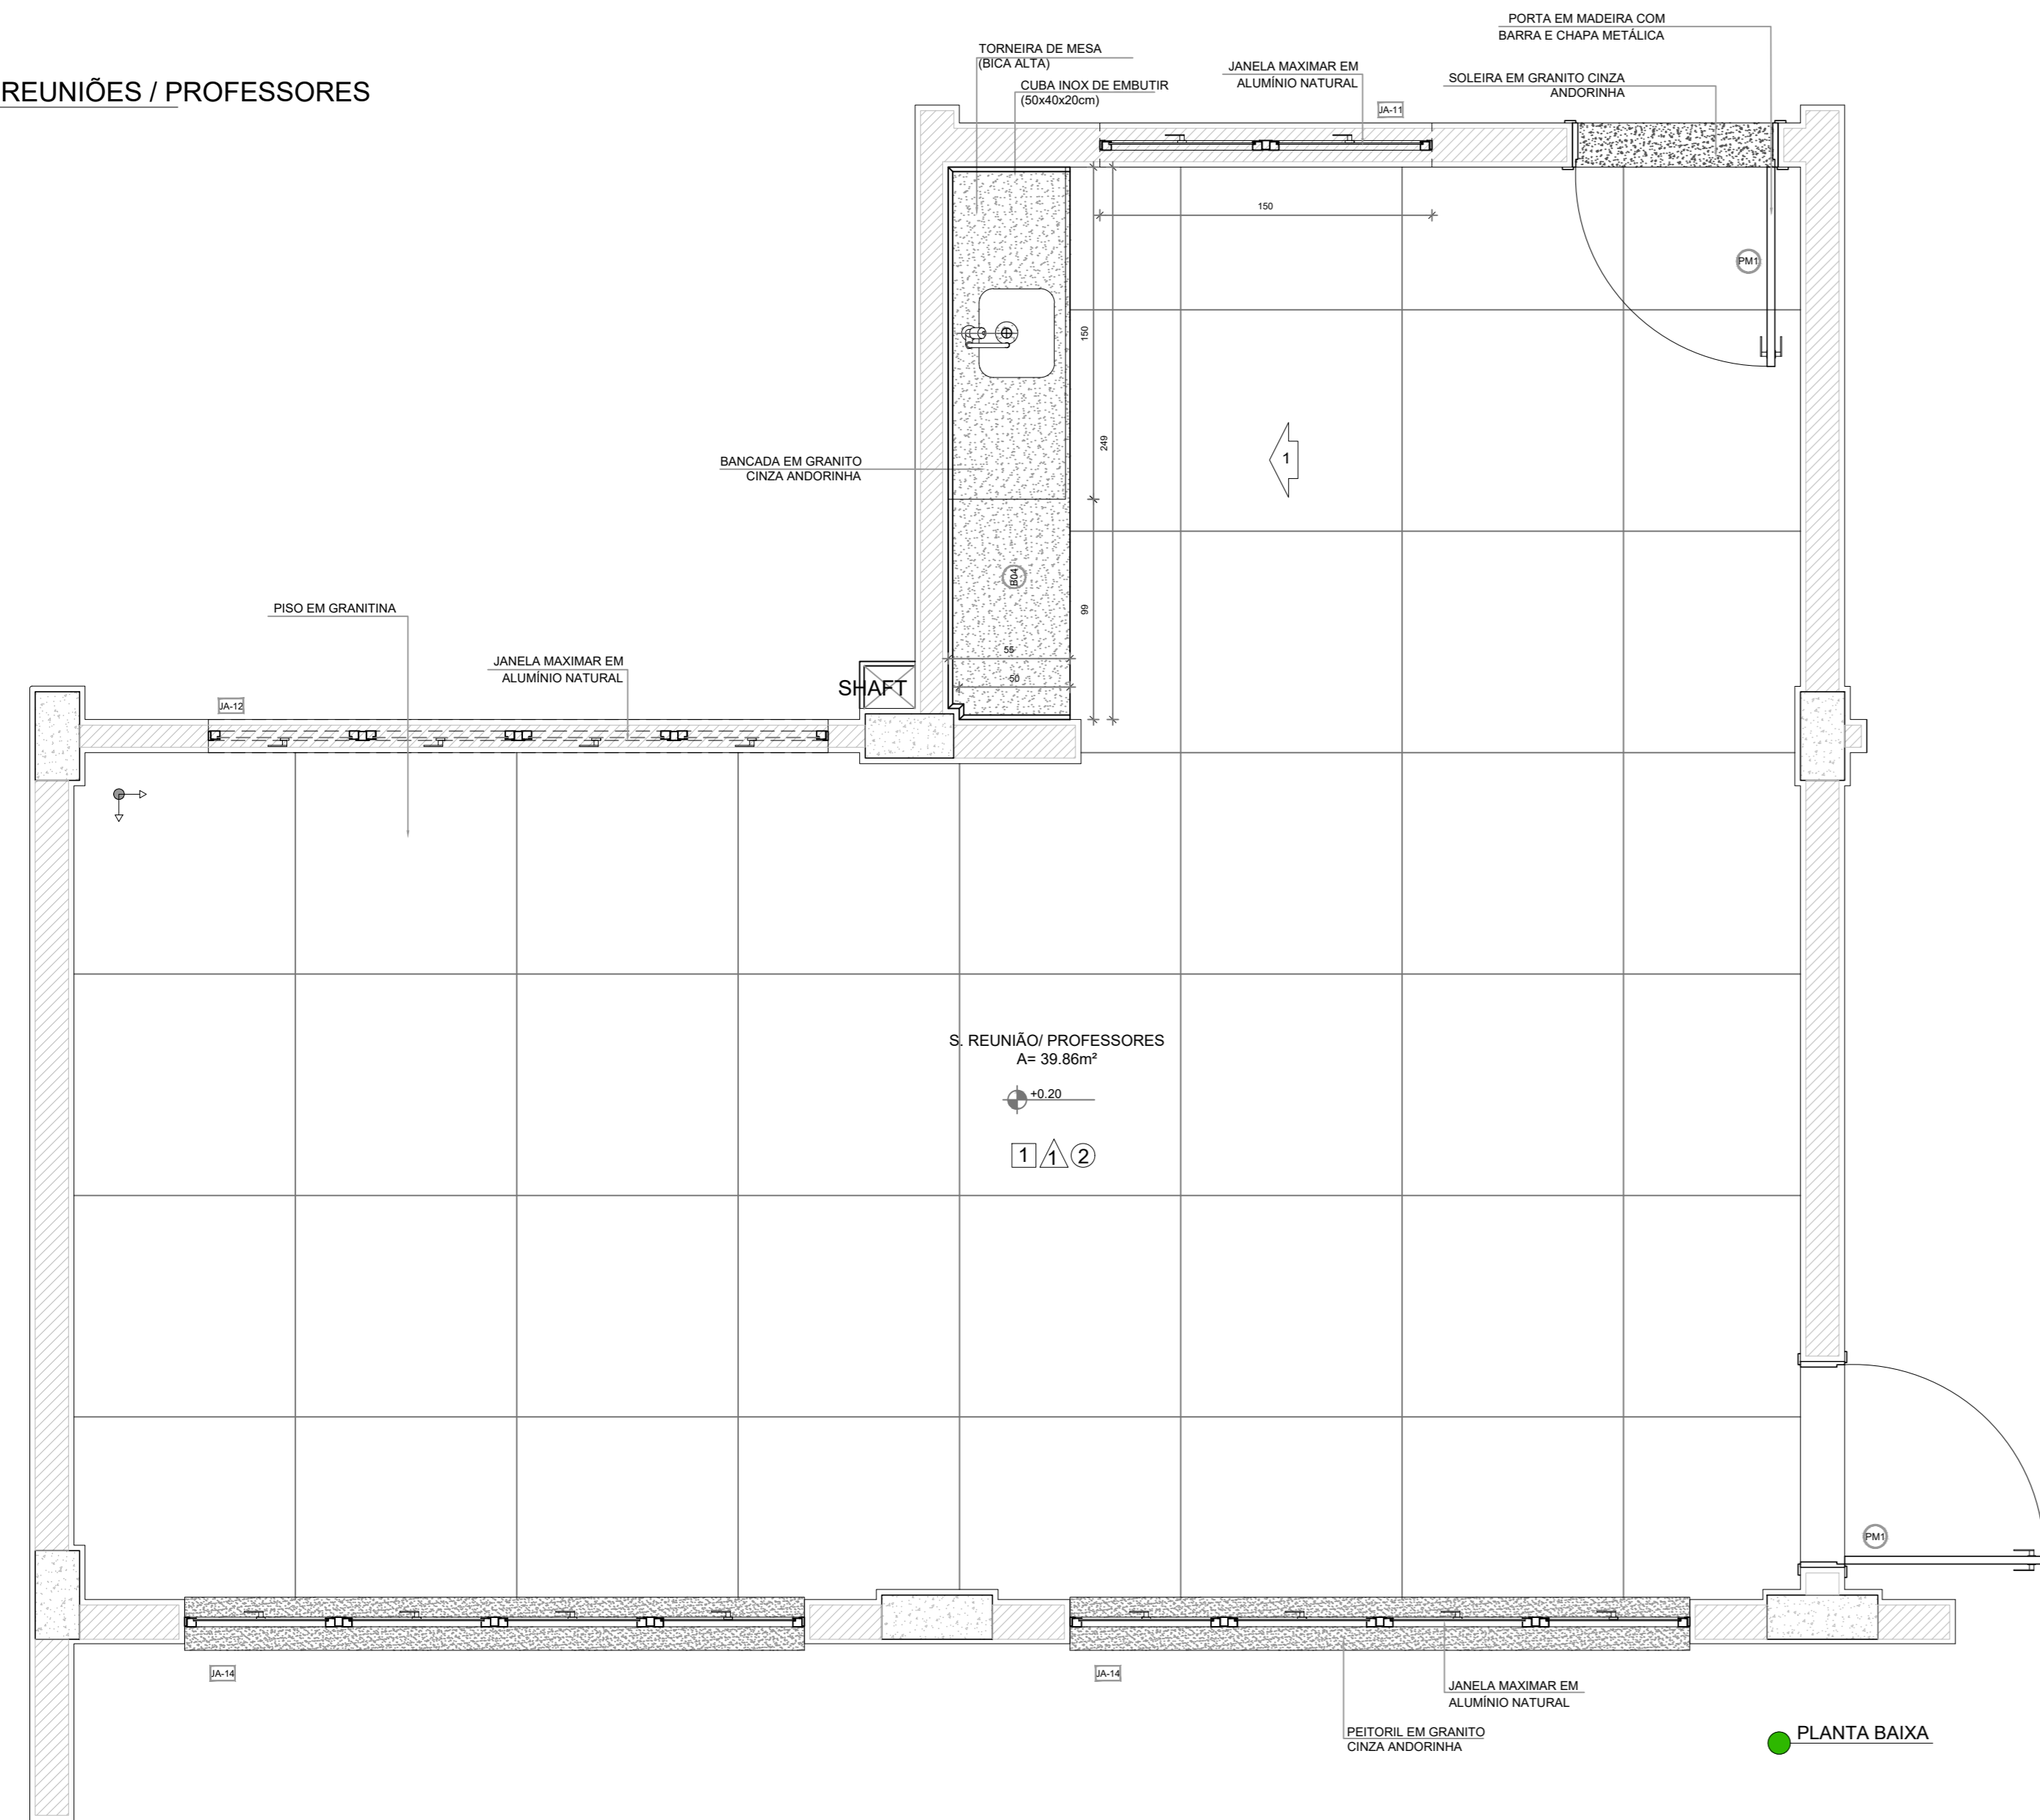 PORTA EM MADEIRA COM
BARRA E CHAPA METÁLICA
TORNEIRA DE MESA
(BICA ALTA)
JANELA MAXIMAR EM
ALUMÍNIO NATURAL
SOLEIRA EM GRANITO CINZA
ANDORINHA
REUNIÕES / PROFESSORES
CUBA INOX DE EMBUTIR
(50x40x20cm)
JA-11
150
PM1
150
249
1
BANCADA EM GRANITO
CINZA ANDORINHA
B04
99
PISO EM GRANITINA
55
50
JANELA MAXIMAR EM
ALUMÍNIO NATURAL
SHAFT
JA-12
S. REUNIÃO/ PROFESSORES
A= 39.86m²
+0.20
1 1 2
PM1
JA-14
JA-14
JANELA MAXIMAR EM
ALUMÍNIO NATURAL
PEITORIL EM GRANITO
CINZA ANDORINHA
PLANTA BAIXA